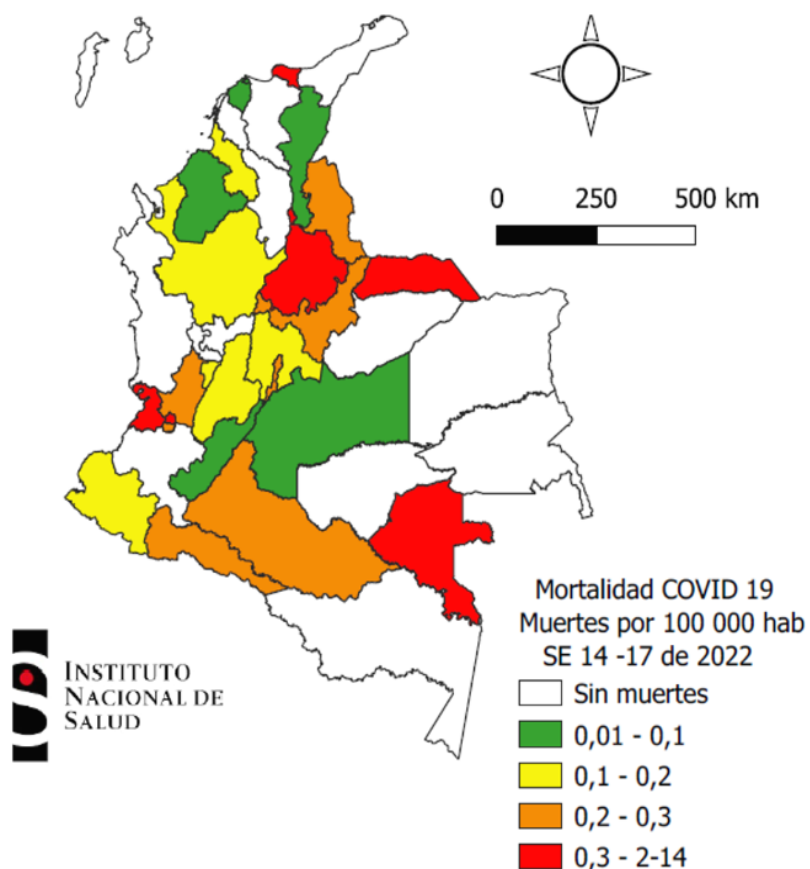 0 250 500 km
Mortalidad COVID 19
Muertes por 100 000 hab
SE 14 -17 de 2022
Sin muertes
0,01 - 0,1
0,1 - 0,2
0,2 - 0,3
0,3 - 2-14
INSTITUTO
NACIONAL DE
SALUD